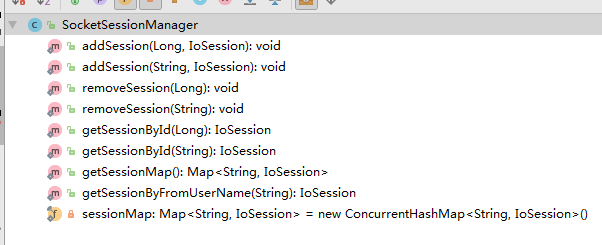 SocketSessionManager
addSession(Long, IoSession): void
addSession(String, IoSession): void
removeSession(Long): void
removeSession(String): void
getSessionById(Long): IoSession
getSessionById(String): IoSession
getSessionMap(): Map<String, IoSession>
getSessionByFromUserName(String): IoSession
sessionMap: Map<String, IoSession> = new ConcurrentHashMap<String, IoSession>()